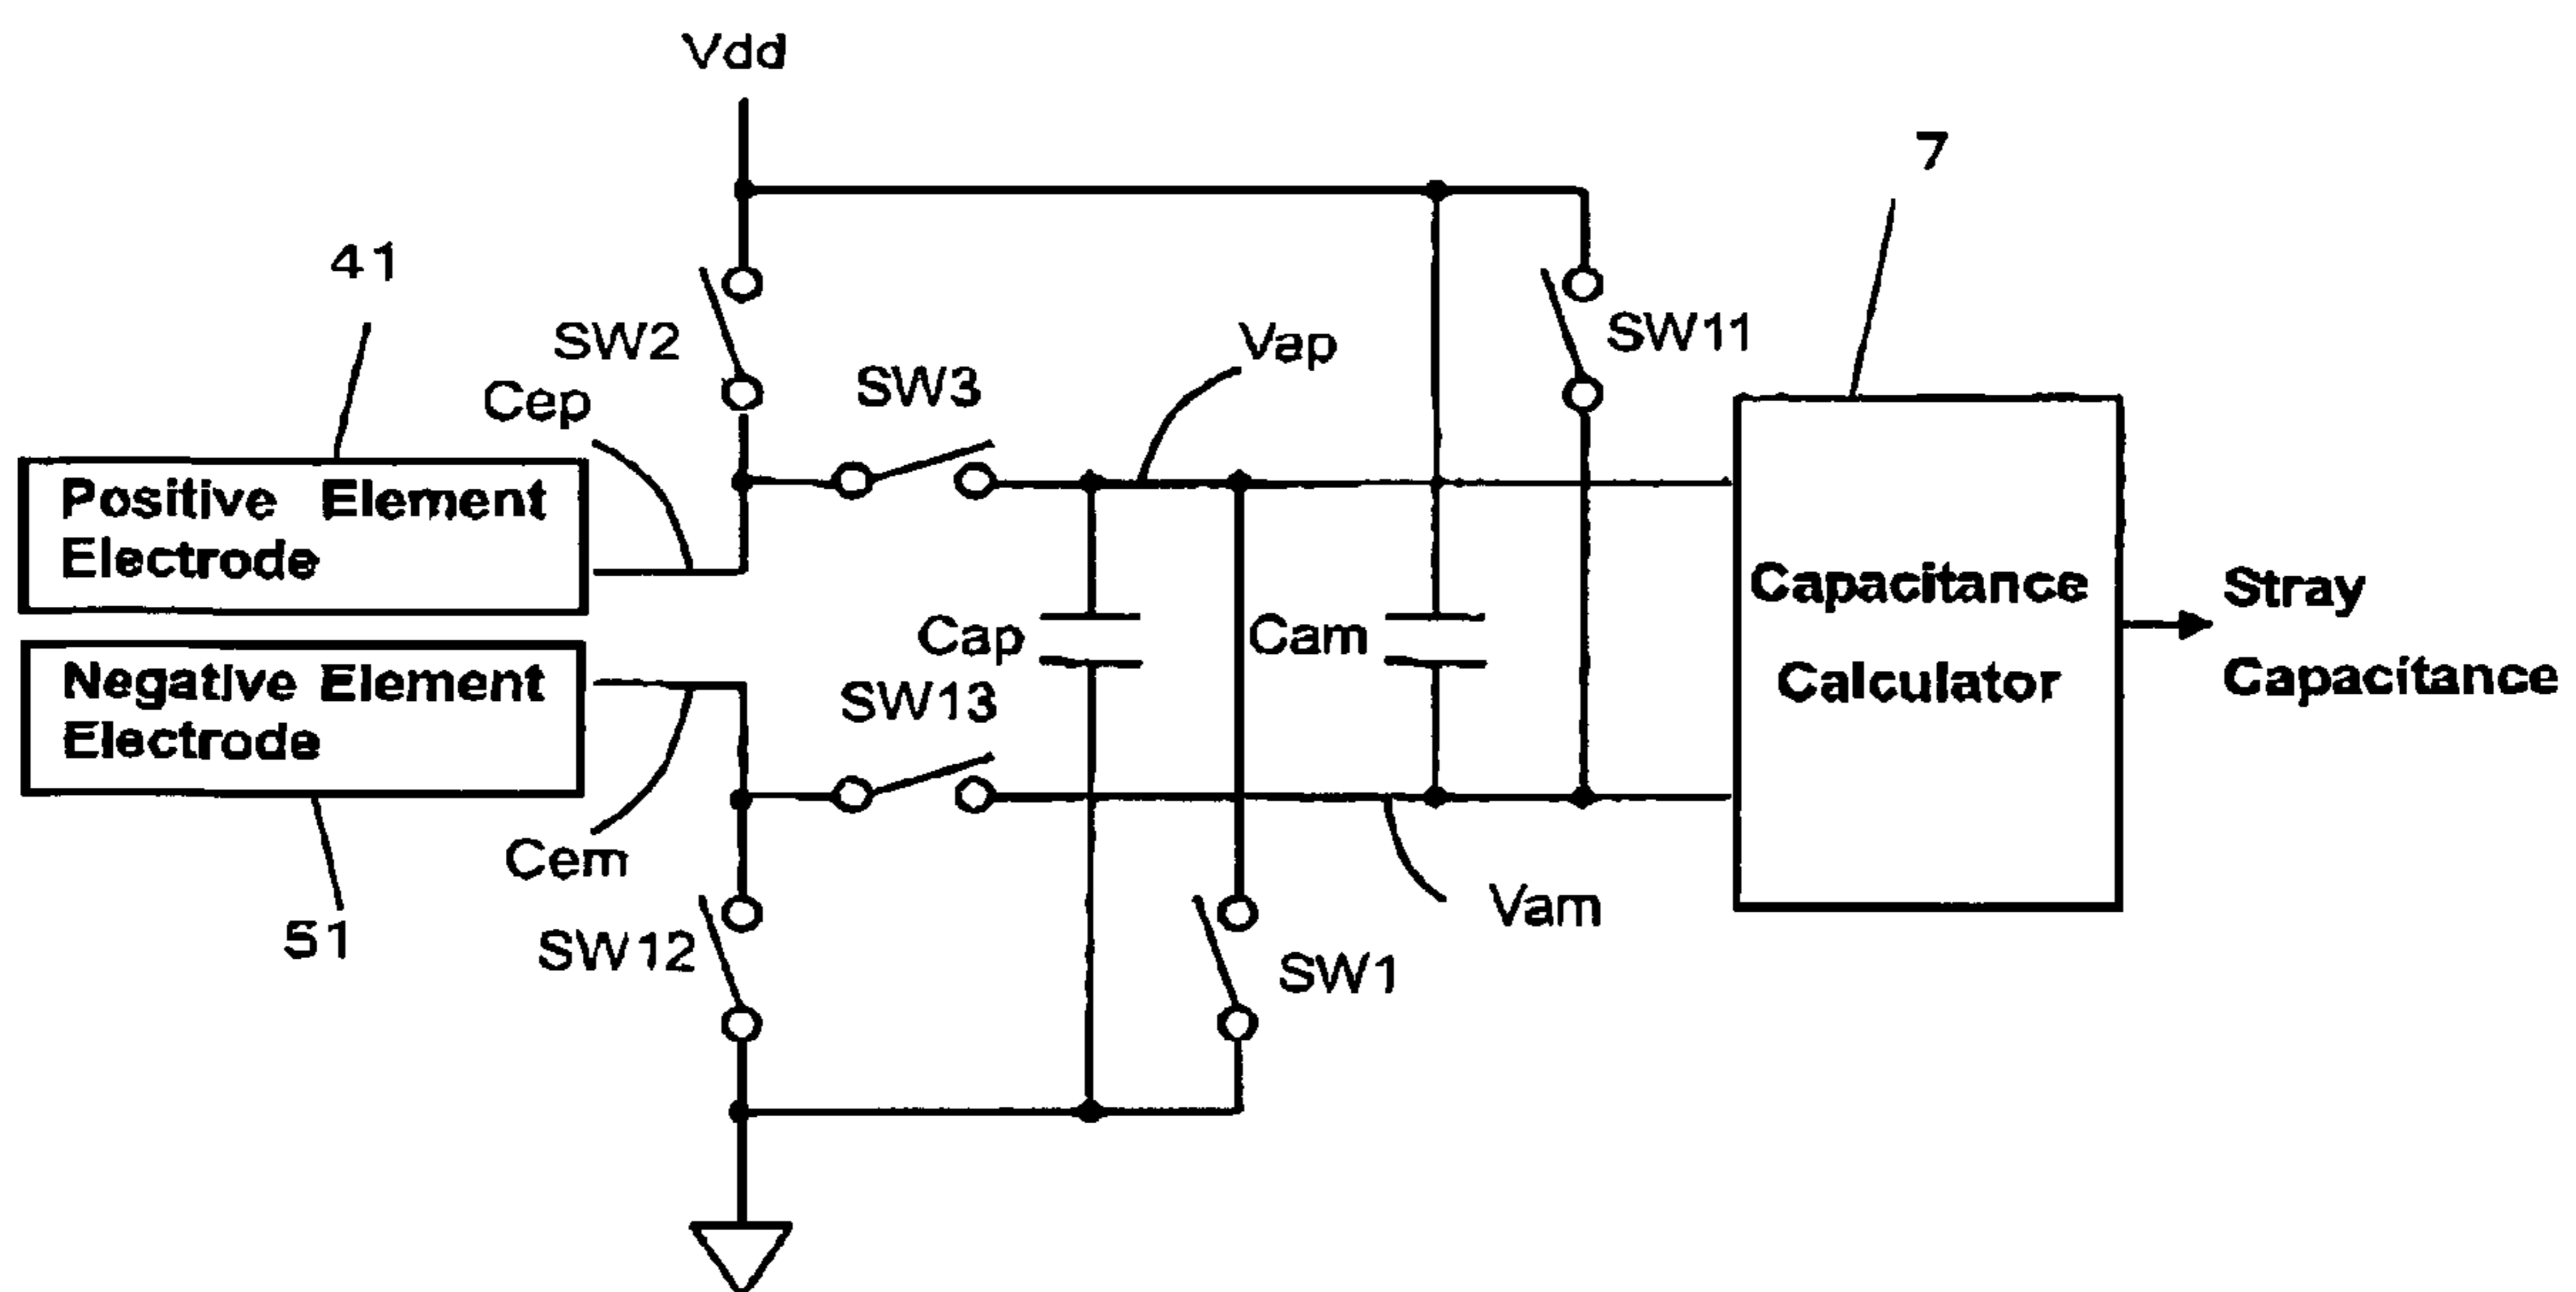 Vdd
7
41
SW2
SW11
Vap
SW3
Cep
Positive Element
Electrode
Capacitance
Calculator
Stray
Capacitance
Cap
Cam
Negative Element
Electrode
SW13
Cem
Vam
51
SW12
SW1